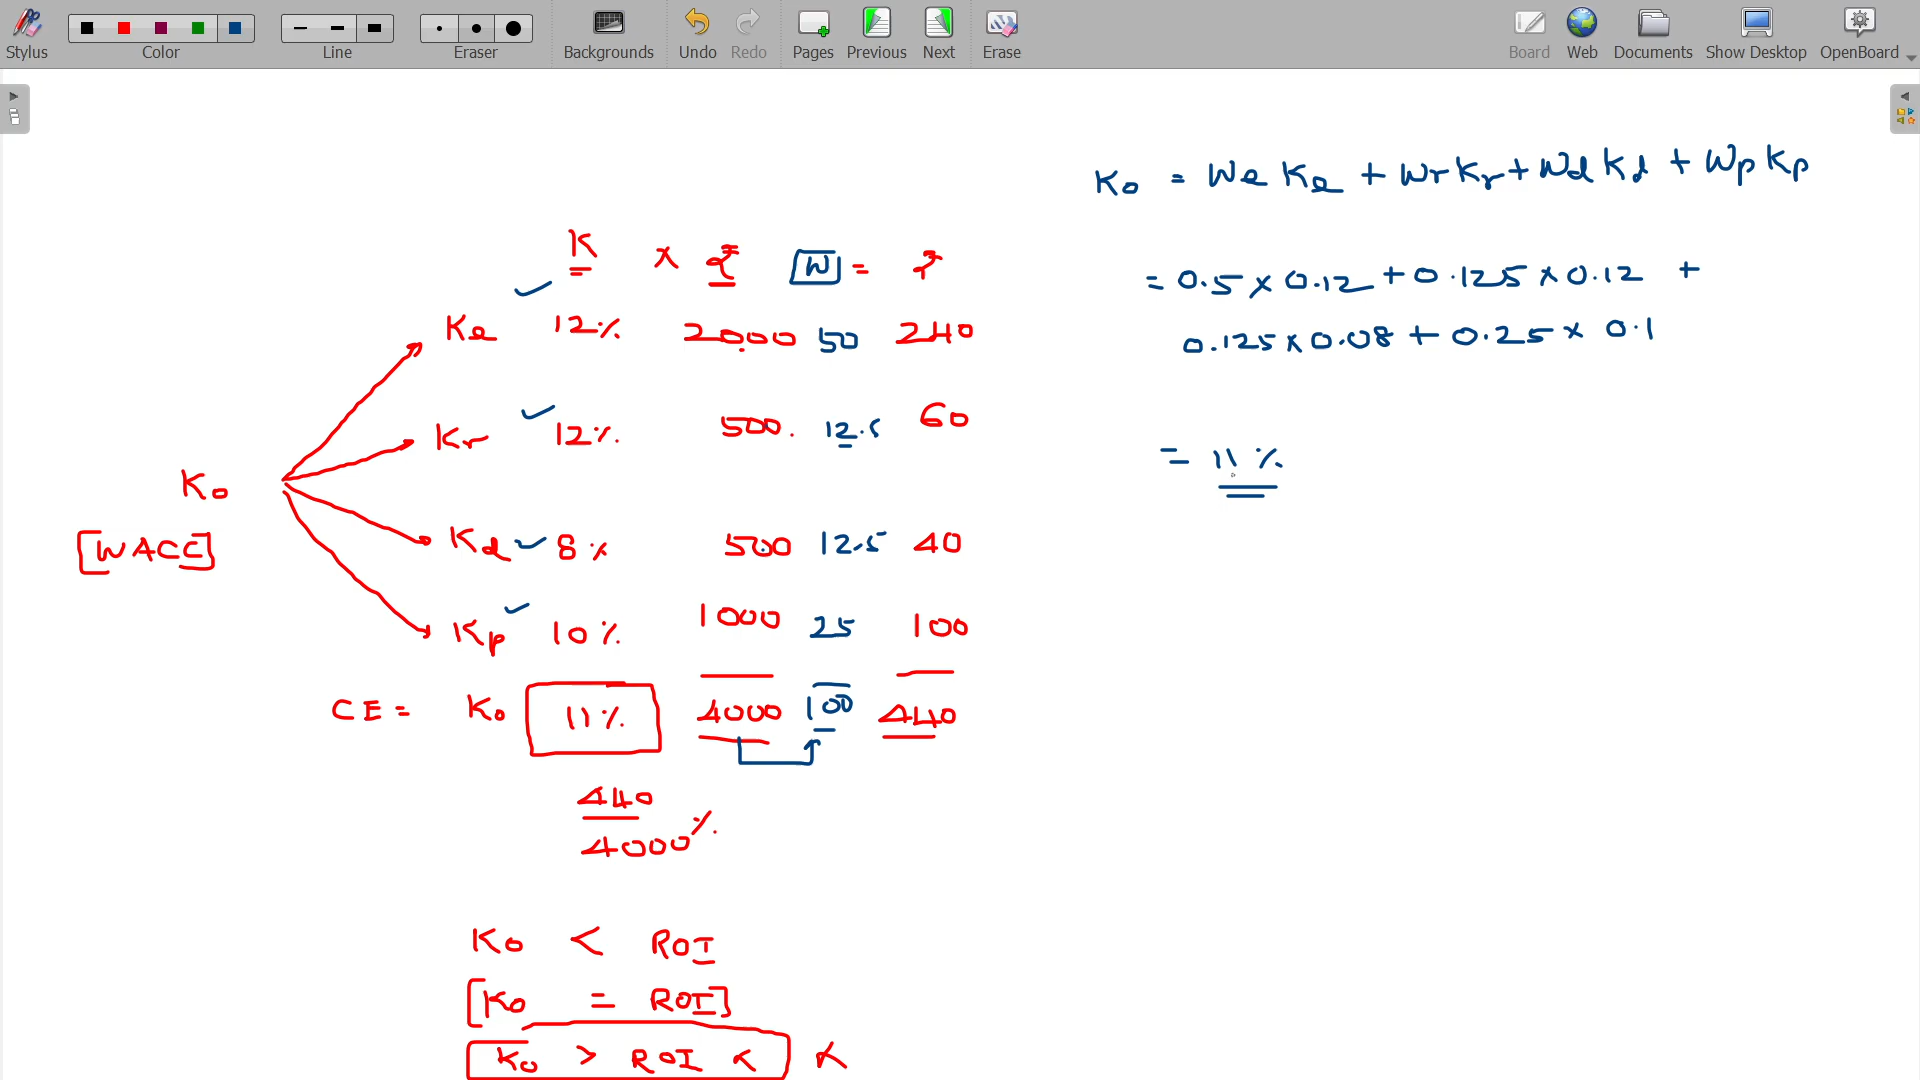 Stylus
Color
Line
Eraser
Backgrounds
Undo
Redo
Pages
Previous
Next
Erase
Board
Web
Documents
Show Desktop
OpenBoard
K × ₹ W = ₹
Ke 12% 2000 50 240
Kr 12% 500 12.5 60
Ko
[WACC]
Kd 8% 500 12.5 40
Kp 10% 1000 25 100
CE = Ko 11% 4000 100 440
440
4000 %
Ko < ROI
[Ko = ROI]
Ko > ROI
Ko = We Ke + Wr Kr + Wd Kd + Wp Kp
= 0.5 × 0.12 + 0.125 × 0.12 +
0.125 × 0.08 + 0.25 × 0.1
= 11 %